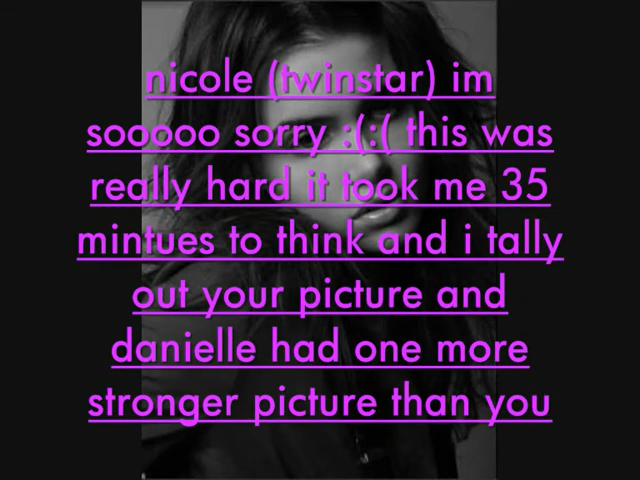 nicole (twinstar) im
sooooo sorry :(:( this was
really hard it took me 35
mintues to think and i tally
out your picture and
danielle had one more
stronger picture than you